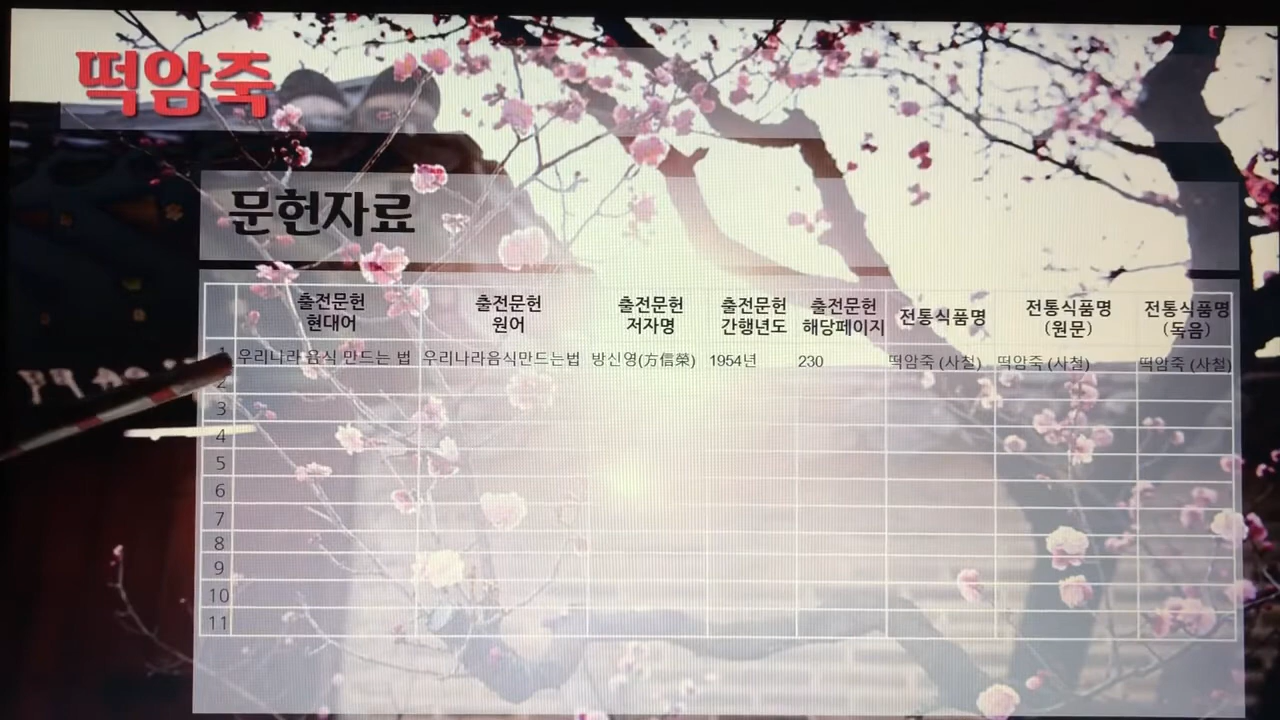 떡암죽
문헌자료
출전문헌 현대어 출전문헌 원어 출전문헌 저자명 출전문헌 간행년도 출전문헌 해당페이지 전통식품명 전통식품명 (원문) 전통식품명 (독음)
1 우리나라 음식 만드는 법 우리나라음식만드는법 방신영(方信榮) 1954년 230 떡암죽 (사철) 떡암죽 (사철) 떡암죽 (사철)
2
3
4
5
6
7
8
9
10
11